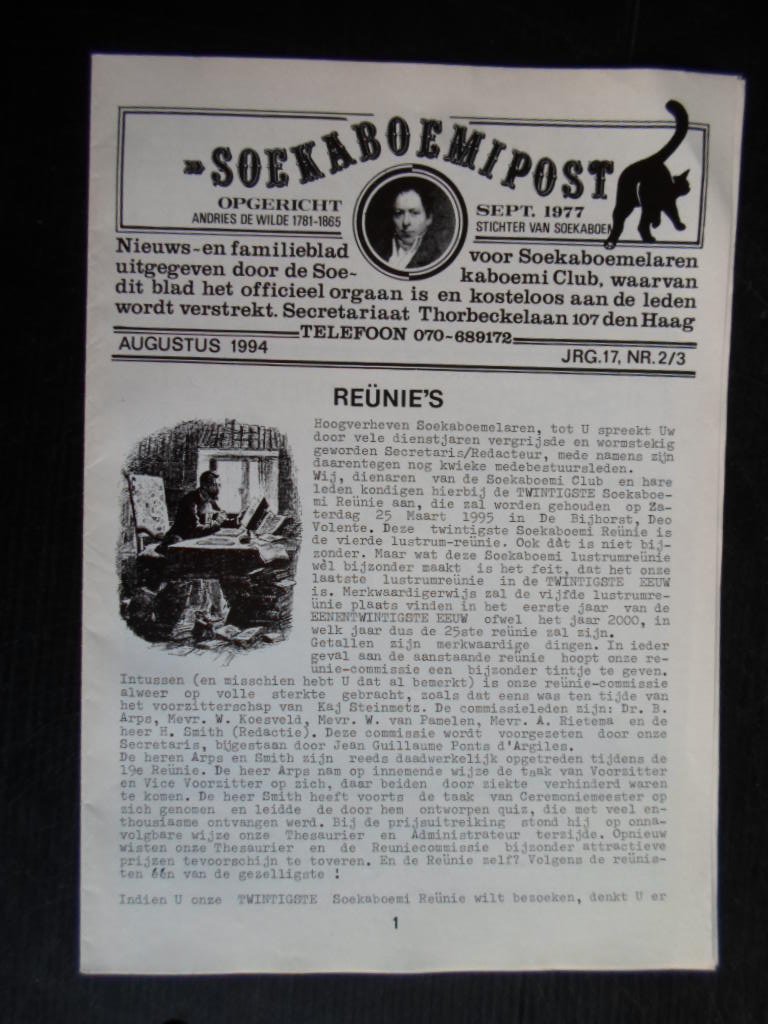 »SOEKABOEMIPOST
OPGERICHT
ANDRIES DE WILDE 1781-1865
SEPT. 1977
STICHTER VAN SOEKABOEM
Nieuws-en familieblad voor Soekaboemelaren
uitgegeven door de Soe-kaboemi Club, waarvan
dit blad het officieel orgaan is en kosteloos aan de leden
wordt verstrekt. Secretariaat Thorbeckelaan 107 den Haag
TELEFOON 070-689172
AUGUSTUS 1994
JRG.17, NR.2/3
REÜNIE'S
Hoogverheven Soekaboemelaren, tot U spreekt Uw
door vele dienstjaren vergrijsde en wormstekig
geworden Secretaris/Redacteur, mede namens zijn
daarentegen nog kwieke medebestuursleden.
Wij, dienaren van de Soekaboemi Club en hare
leden kondigen hierbij de TWINTIGSTE Soekaboe-
mi Reünie aan, die zal worden gehouden op Za-
terdag 25 Maart 1995 in De Bijhorst, Deo
Volente. Deze twintigste Soekaboemi Reünie is
de vierde lustrum-reünie. Ook dat is niet bij-
zonder. Maar wat deze Soekaboemi lustrumreünie
wèl bijzonder maakt is het feit, dat het onze
laatste lustrumreünie in de TWINTIGSTE EEUW
is. Merkwaardigerwijs zal de vijfde lustrumre-
ünie plaats vinden in het eerste jaar van de
EENENTWINTIGSTE EEUW ofwel het jaar 2000, in
welk jaar dus de 25ste reünie zal zijn.
Getallen zijn merkwaardige dingen. In ieder
geval aan de aanstaande reünie hoopt onze re-
ünie-commissie een bijzonder tintje te geven.
Intussen (en misschien hebt U dat al bemerkt) is onze reünie-commissie
alweer op volle sterkte gebracht, zoals dat eens was ten tijde van
het voorzitterschap van Kaj Steinmetz. De commissieleden zijn: Dr. B.
Arps, Mevr. W. Koesveld, Mevr. W. van Pamelen, Mevr. A. Rietema en de
heer H. Smith (Redactie). Deze commissie wordt voorgezeten door onze
Secretaris, bijgestaan door Jean Guillaume Ponts d'Argiles.
De heren Arps en Smith zijn reeds daadwerkelijk opgetreden tijdens de
19e Reünie. De heer Arps nam op innemende wijze de taak van Voorzitter
en Vice Voorzitter op zich, daar beiden door ziekte verhinderd waren
te komen. De heer Smith heeft voorts de taak van Ceremoniemeester op
zich genomen en leidde de door hem ontworpen quiz, die met veel en-
thousiasme ontvangen werd. Bij de prijsuitreiking stond hij op onna-
volgbare wijze onze Thesaurier en Administrateur terzijde. Opnieuw
wisten onze Thesaurier en de Reuniecommissie bijzonder attractieve
prijzen tevoorschijn te toveren. En de Reünie zelf? Volgens de reünis-
ten één van de gezelligste !
Indien U onze TWINTIGSTE Soekaboemi Reünie wilt bezoeken, denkt U er
1